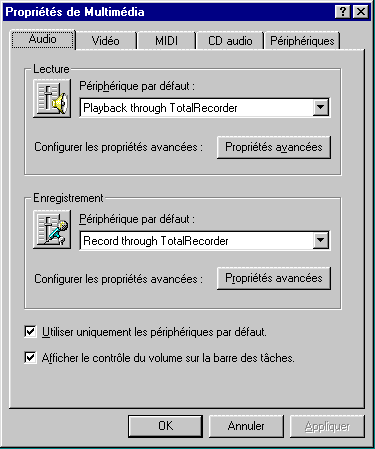 Propriétés de Multimédia
Audio Vidéo MIDI CD audio Périphériques
Lecture
Périphérique par défaut :
Playback through TotalRecorder
Configurer les propriétés avancées : Propriétés avancées
Enregistrement
Périphérique par défaut :
Record through TotalRecorder
Configurer les propriétés avancées : Propriétés avancées
Utiliser uniquement les périphériques par défaut.
Afficher le contrôle du volume sur la barre des tâches.
OK Annuler Appliquer